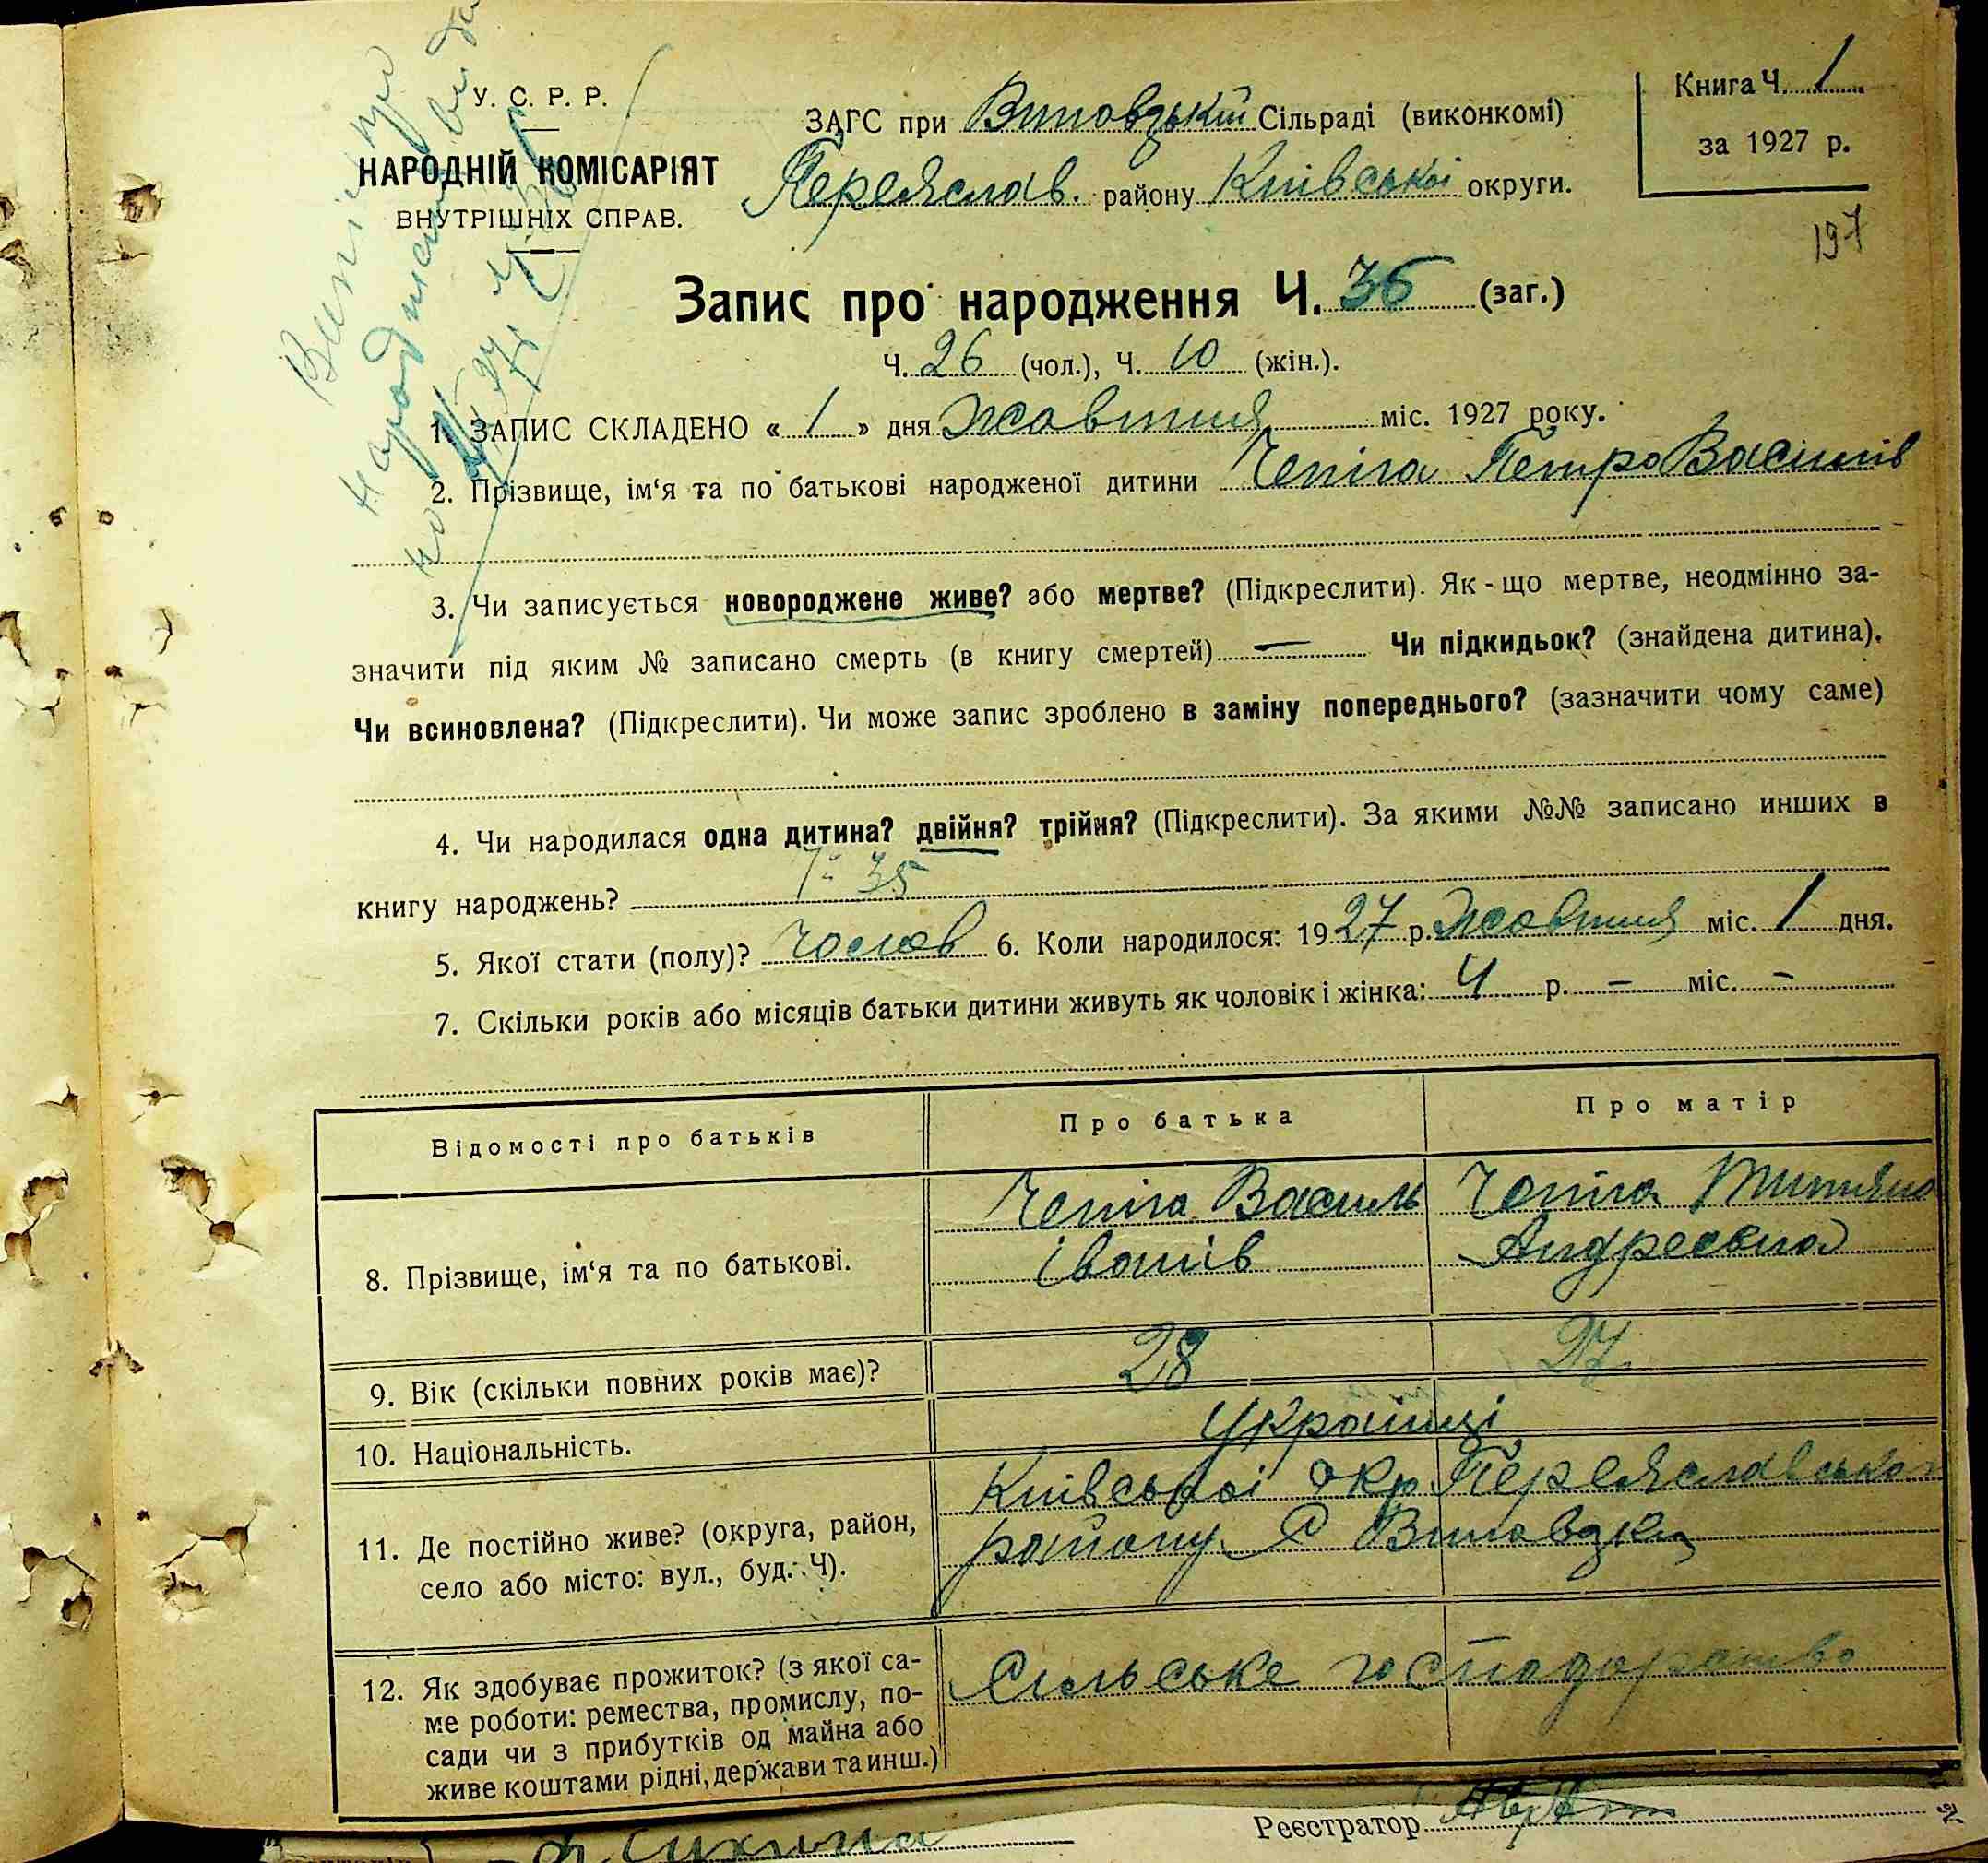 У. С. Р. Р.
НАРОДНІЙ КОМІСАРІЯТ
ВНУТРІШНІХ СПРАВ.
ЗАГС при Виповзькій Сільраді (виконкомі)
Переяслав. району Київської округи.
Книга Ч. 1
за 1927 р.
197
Запис про народження Ч. 36 (заг.)
Ч. 26 (чол.), Ч. 10 (жін.).
1. ЗАПИС СКЛАДЕНО « 1 » дня Жовтня міс. 1927 року.
2. Прізвище, ім‘я та по батькові народженої дитини Чепіга Петро Василів
3. Чи записується новороджене живе? або мертве? (Підкреслити). Як-що мертве, неодмінно за-
значити під яким № записано смерть (в книгу смертей) — Чи підкидьок? (знайдена дитина).
Чи всиновлена? (Підкреслити). Чи може запис зроблено в заміну попереднього? (зазначити чому саме)
4. Чи народилася одна дитина? двійня? трійня? (Підкреслити). За якими №№ записано инших в
книгу народжень? Ч 35
5. Якої стати (полу)? чолов 6. Коли народилося: 1927 р. Жовтня міс. 1 дня.
7. Скільки років або місяців батьки дитини живуть як чоловік і жінка: 4 р. – міс. –
Відомості про батьків
Про батька
Про матір
8. Прізвище, ім‘я та по батькові.
Чепіга Василь
Іванів
Чепіга Титяна
Андреевна
9. Вік (скільки повних років має)?
28
27
10. Національність.
Українці
11. Де постійно живе? (округа, район,
село або місто: вул., буд. Ч).
Київської окр Переяславського
району С Виповзки
12. Як здобуває прожиток? (з якої са-
ме роботи: ремества, промислу, по-
сади чи з прибутків од майна або
живе коштами рідні, держави та инш.)
Сільське господарство
Реєстратор